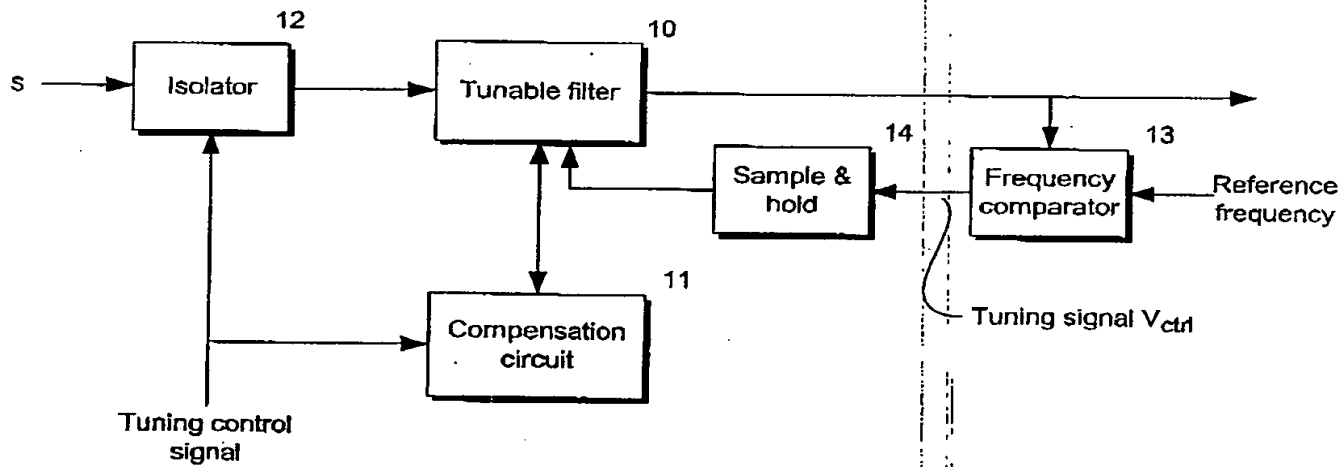 12
10
S
Isolator
Tunable filter
14
13
Sample &
hold
Frequency
comparator
Reference
frequency
11
Compensation
circuit
Tuning signal Vctrl
Tuning control
signal